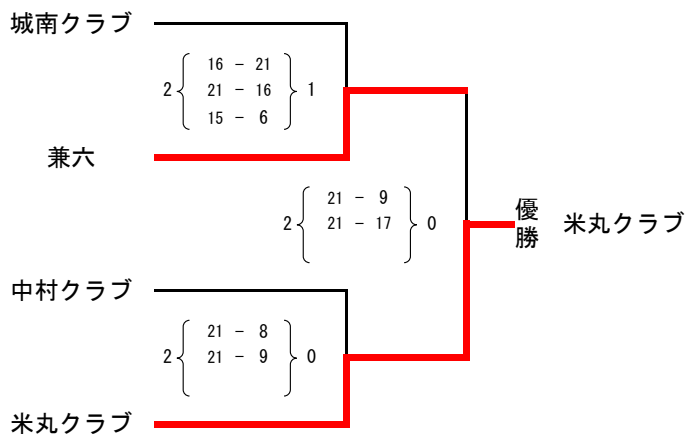 城南クラブ
16 - 21
2 21 - 16 1
15 - 6
兼六
21 - 9
2 21 - 17 0
優勝 米丸クラブ
中村クラブ
21 - 8
2 21 - 9 0
米丸クラブ